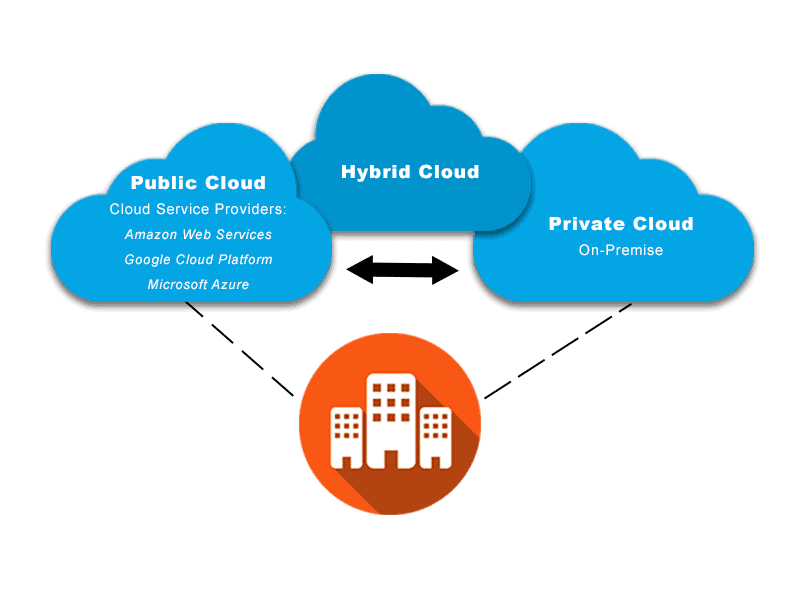 Hybrid Cloud
Public Cloud
Cloud Service Providers:
Amazon Web Services
Google Cloud Platform
Microsoft Azure
Private Cloud
On-Premise